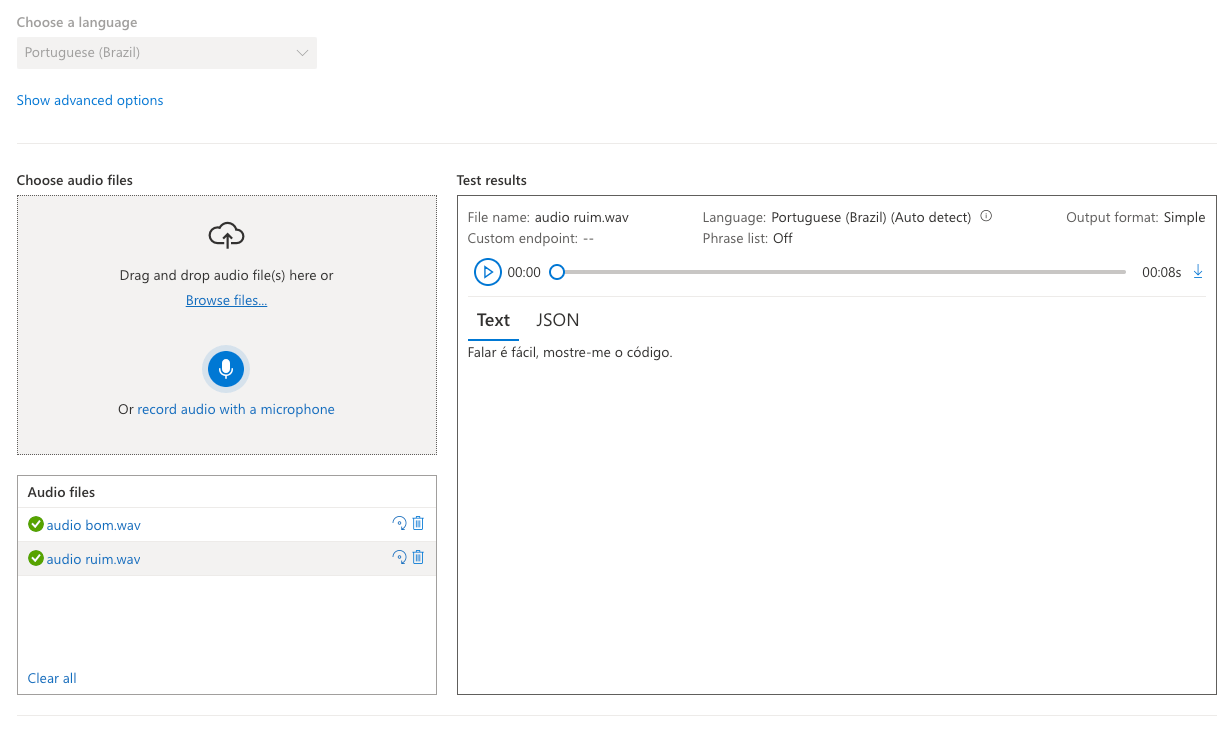 Choose a language
Portuguese (Brazil)
Show advanced options
Choose audio files
Drag and drop audio file(s) here or
Browse files...
Or record audio with a microphone
Audio files
audio bom.wav
audio ruim.wav
Clear all
Test results
File name: audio ruim.wav
Language: Portuguese (Brazil) (Auto detect)
Output format: Simple
Custom endpoint: --
Phrase list: Off
00:00
00:08s
Text
JSON
Falar é fácil, mostre-me o código.